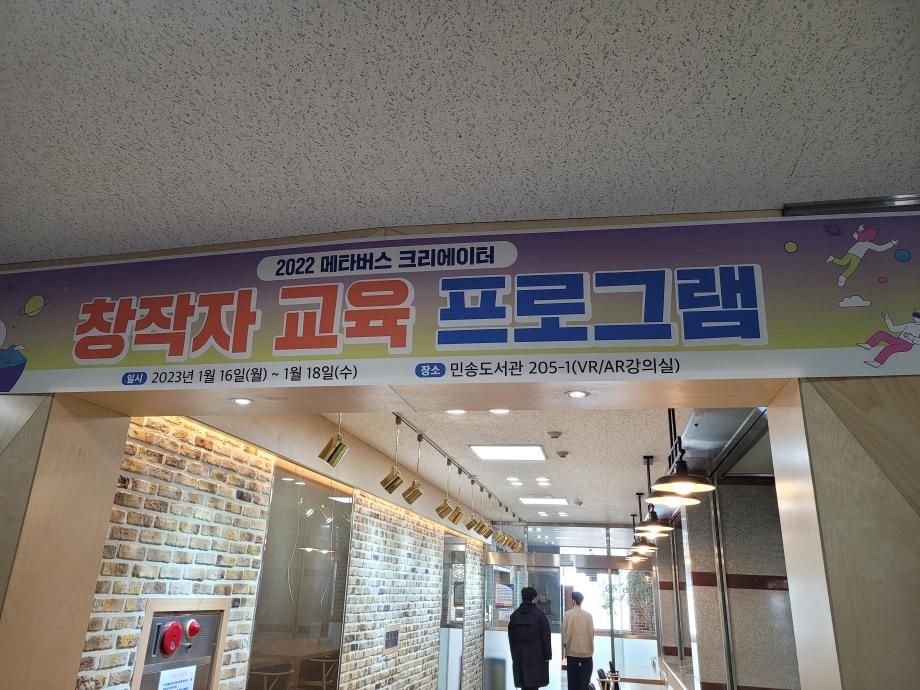 2022 메타버스 크리에이터
창작자 교육 프로그램
일시 2023년 1월 16일(월) ~ 1월 18일(수) 장소 민송도서관 205-1(VR/AR강의실)